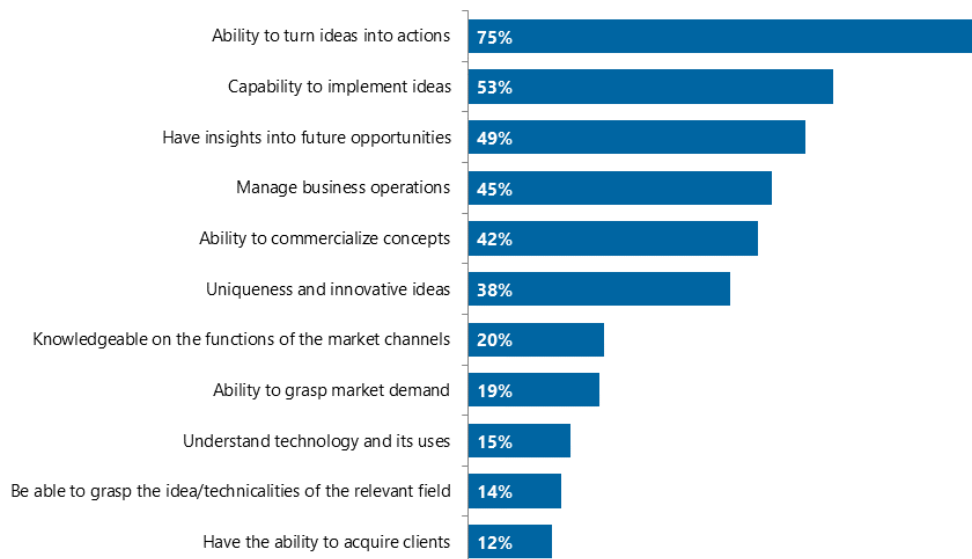 Ability to turn ideas into actions 75%
Capability to implement ideas 53%
Have insights into future opportunities 49%
Manage business operations 45%
Ability to commercialize concepts 42%
Uniqueness and innovative ideas 38%
Knowledgeable on the functions of the market channels 20%
Ability to grasp market demand 19%
Understand technology and its uses 15%
Be able to grasp the idea/technicalities of the relevant field 14%
Have the ability to acquire clients 12%